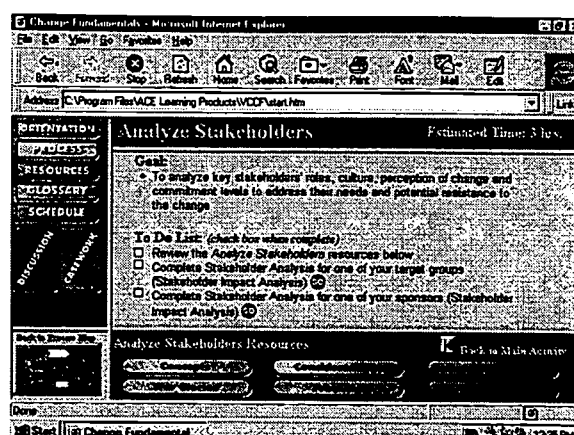 Change Fundamentals - Microsoft Internet Explorer
File Edit View Go Favorites Help
Back Forward Stop Refresh Home Search Favorites Print Font Mail Edit
Address C:\Program Files\ACE Learning Products\VCCF\start.htm Link
ORIENTATION
PROCESS
RESOURCES
GLOSSARY
SCHEDULE
DISCUSSION
CASEWORK
Analyze Stakeholders Estimated Time: 3 hrs.
Goal:
• To analyze key stakeholders' roles, culture, perception of change and
commitment levels to address their needs and potential resistance to
the change
To Do List: (check box when complete)
Review the Analyze Stakeholders resources below
Complete Stakeholder Analysis for one of your target groups
(Stakeholder Impact Analysis)
Complete Stakeholder Analysis for one of your sponsors (Stakeholder
Impact Analysis)
Analyze Stakeholders Resources Back to Main Activity
Done
Start Change Fundamental